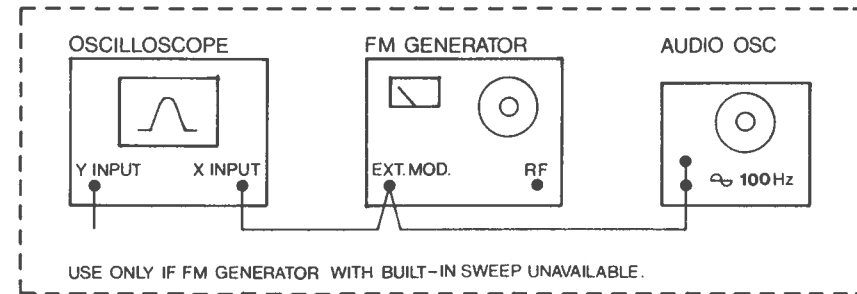 OSCILLOSCOPE FM GENERATOR AUDIO OSC
Y INPUT X INPUT EXT.MOD. RF
100Hz
USE ONLY IF FM GENERATOR WITH BUILT-IN SWEEP UNAVAILABLE.